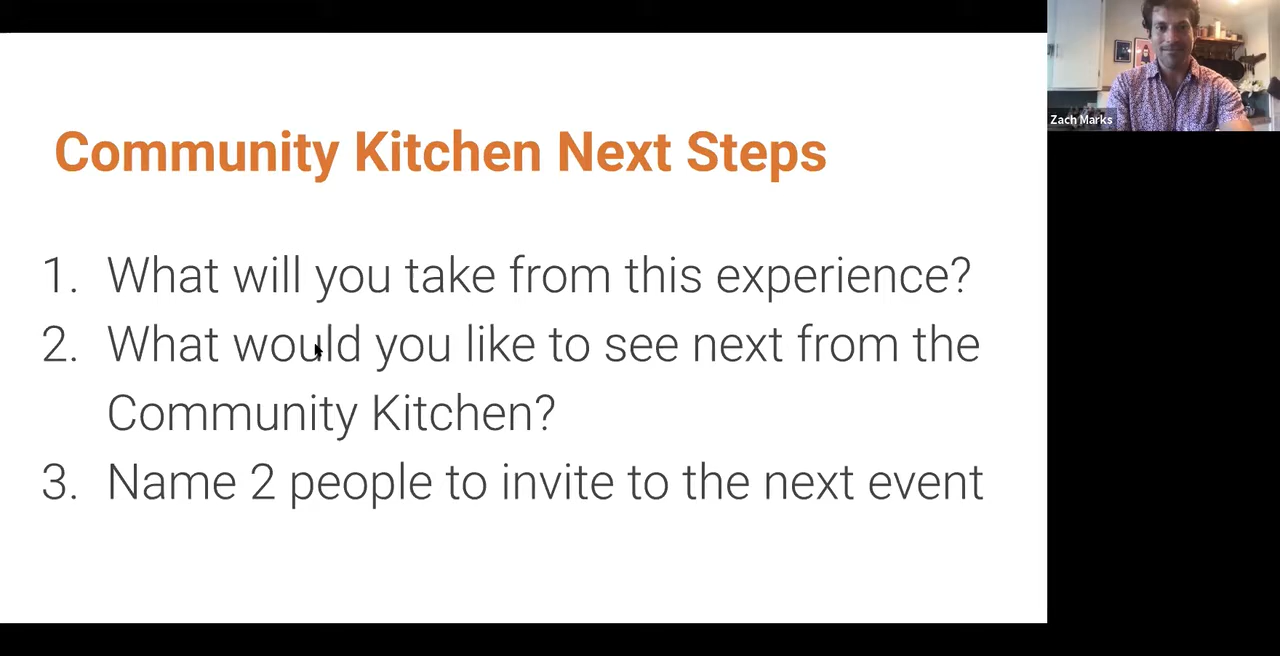 Community Kitchen Next Steps
1. What will you take from this experience?
2. What would you like to see next from the
Community Kitchen?
3. Name 2 people to invite to the next event
Zach Marks